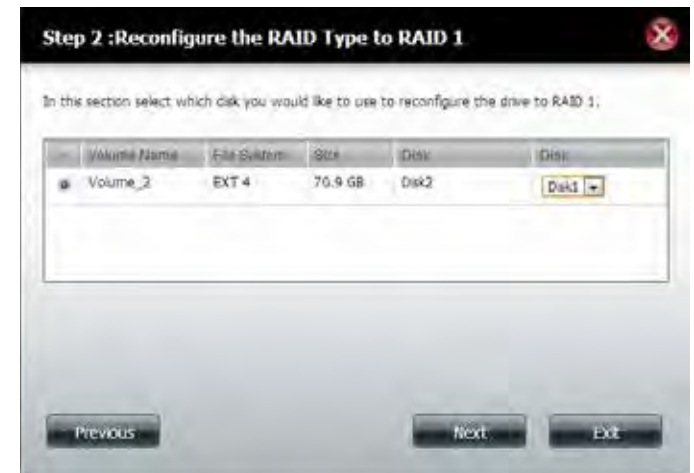 Step 2 :Reconfigure the RAID Type to RAID 1
In this section select which disk you would like to use to reconfigure the drive to RAID 1.
Volume Name File System Size Disk Disk
Volume_2 EXT 4 70.9 GB Disk2 Disk1
Previous Next Exit